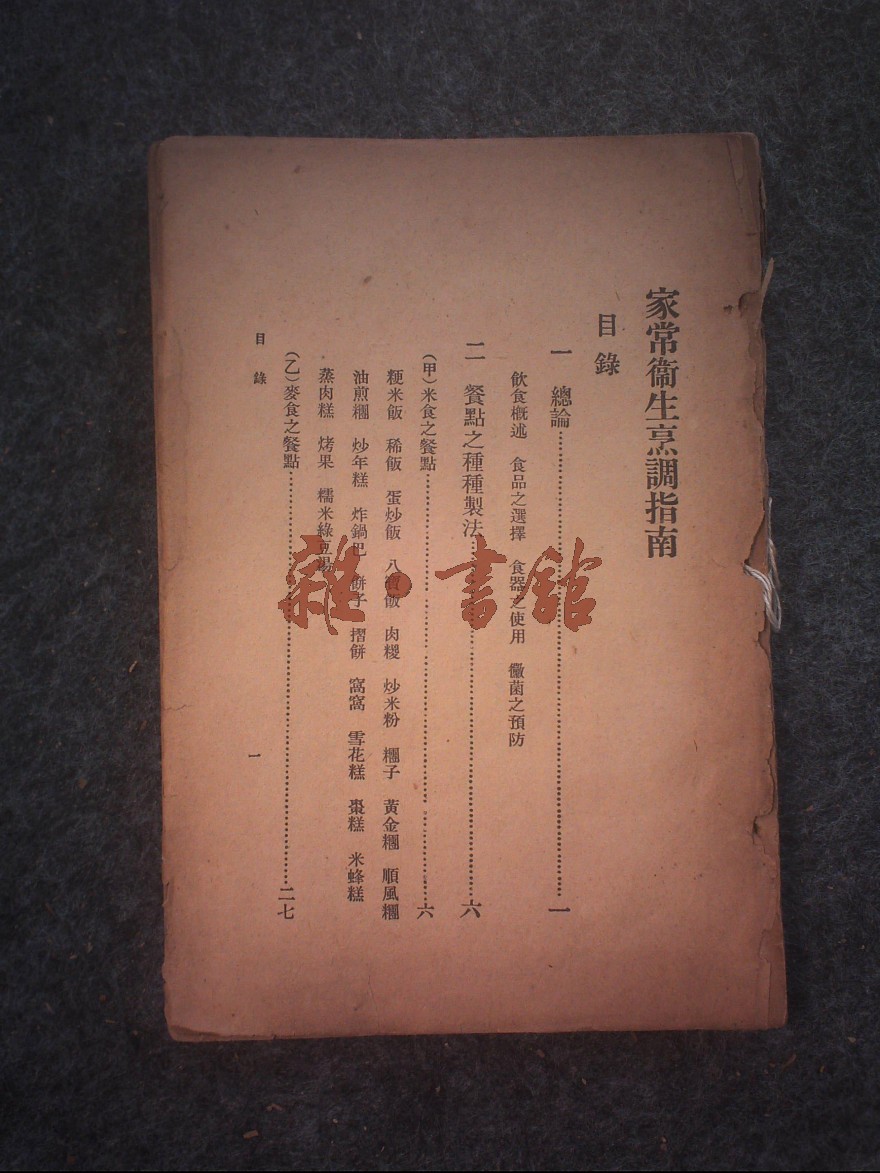 家常衞生烹調指南
目錄
一 總論……一
飲食概述 食品之選擇 食器之使用 黴菌之預防
二 餐點之種種製法……六
(甲)米食之餐點……六
粳米飯 稀飯 蛋炒飯 八寶飯 肉糉 炒米粉 糰子 黃金糰 順風糰
油煎糰 炒年糕 炸鍋巴 餅子 摺餅 窩窩 雪花糕 棗糕 米蜂糕
蒸肉糕 烤果 糯米綠豆湯
(乙)麥食之餐點……二七
目錄
一
雜·書館